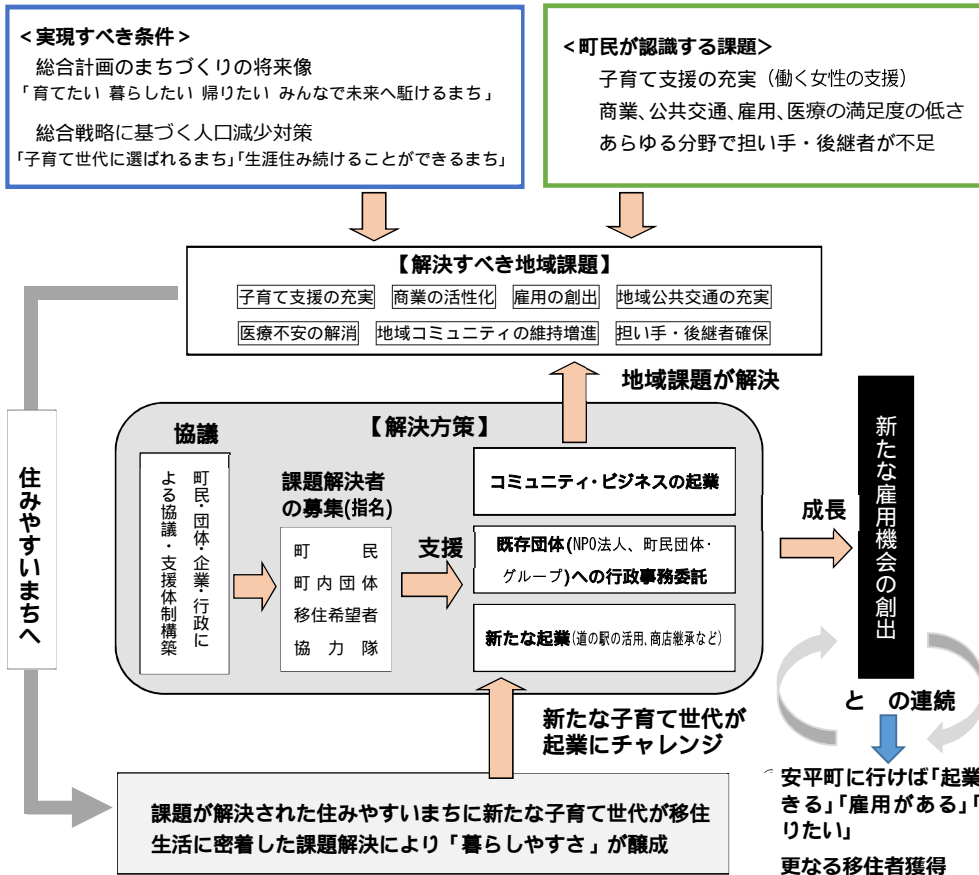 <実現すべき条件>
総合計画のまちづくりの将来像
「育てたい 暮らしたい 帰りたい みんなで未来へ駈けるまち」
総合戦略に基づく人口減少対策
「子育て世代に選ばれるまち」「生涯住み続けることができるまち」
<町民が認識する課題>
子育て支援の充実（働く女性の支援）
商業、公共交通、雇用、医療の満足度の低さ
あらゆる分野で担い手・後継者が不足
【解決すべき地域課題】
子育て支援の充実 商業の活性化 雇用の創出 地域公共交通の充実
医療不安の解消 地域コミュニティの維持増進 担い手・後継者確保
地域課題が解決
住みやすいまちへ
【解決方策】
協議
町民・団体・企業・行政に
よる協議・支援体制構築
課題解決者
の募集(指名)
町民
町内団体
移住希望者
協力隊
支援
コミュニティ・ビジネスの起業
既存団体(NPO法人、町民団体・
グループ)への行政事務委託
新たな起業(道の駅の活用、商店継承など)
成長
新たな雇用機会の創出
と の連続
新たな子育て世代が
起業にチャレンジ
課題が解決された住みやすいまちに新たな子育て世代が移住
生活に密着した課題解決により「暮らしやすさ」が醸成
安平町に行けば「起業
きる」「雇用がある」「
りたい」
更なる移住者獲得